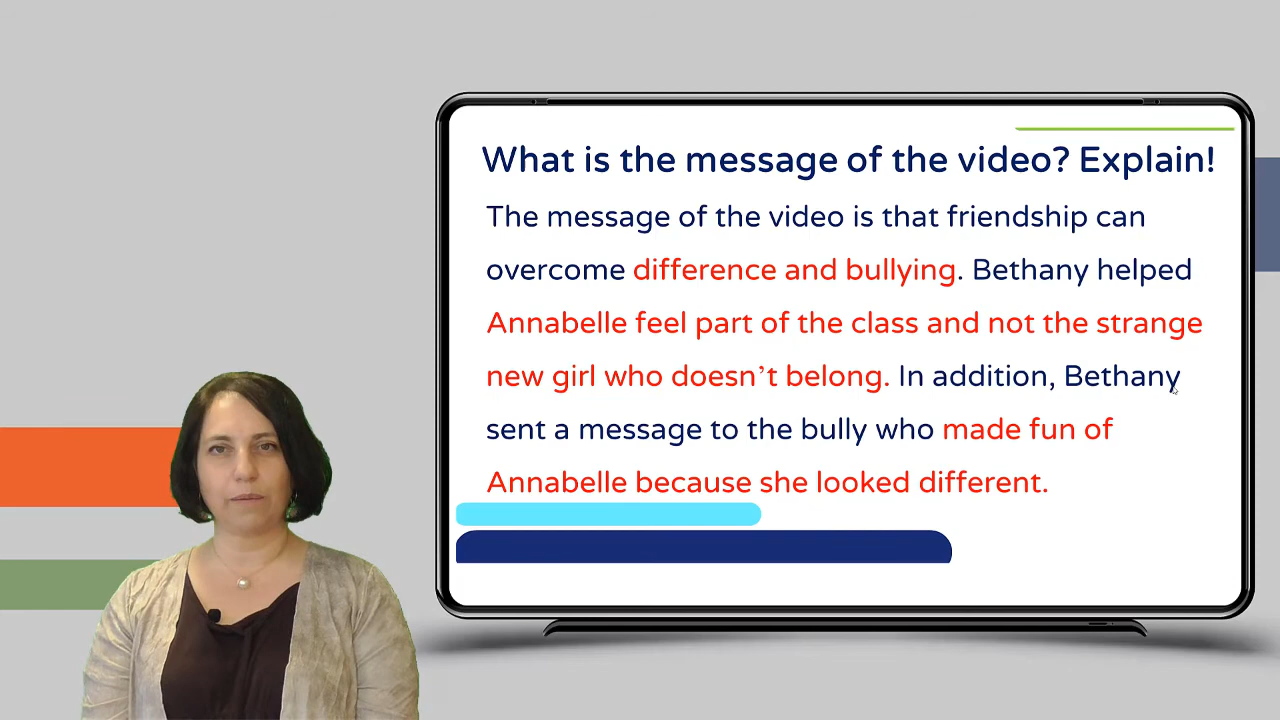 What is the message of the video? Explain!
The message of the video is that friendship can
overcome difference and bullying. Bethany helped
Annabelle feel part of the class and not the strange
new girl who doesn’t belong. In addition, Bethany
sent a message to the bully who made fun of
Annabelle because she looked different.